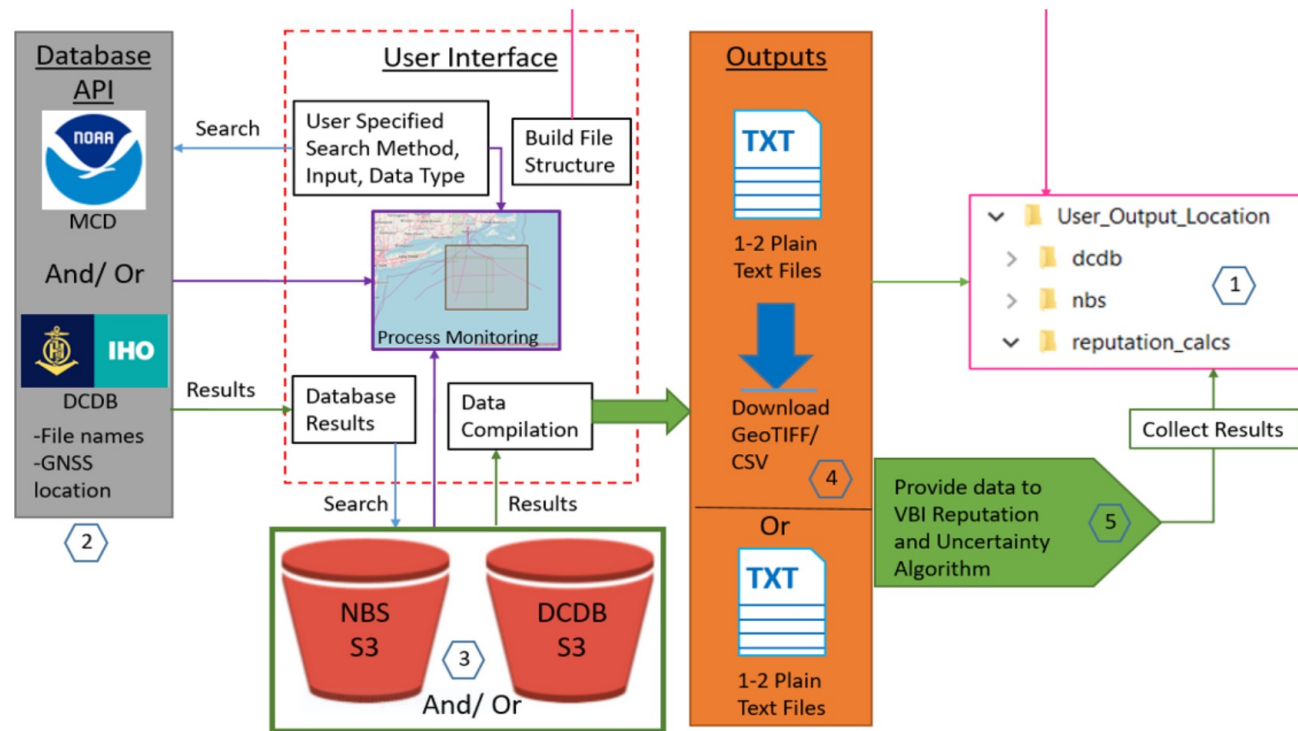 Database
API
NOAA
MCD
And/ Or
IHO
DCDB
-File names
-GNSS
location
2
Search
Results
User Interface
User Specified
Search Method,
Input, Data Type
Build File
Structure
Process Monitoring
Database
Results
Data
Compilation
Search
Results
NBS
S3
DCDB
S3
3
And/ Or
Outputs
TXT
1-2 Plain
Text Files
Download
GeoTIFF/
CSV
4
Or
TXT
1-2 Plain
Text Files
User_Output_Location
dcdb
nbs
reputation_calcs
1
Collect Results
Provide data to
VBI Reputation
and Uncertainty
Algorithm
5